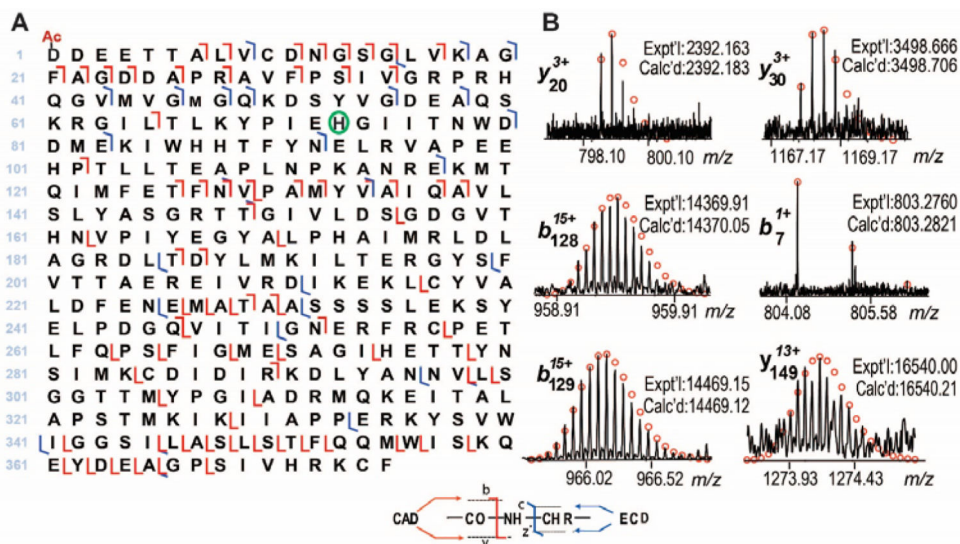 A
Ac
1 D D E E T T A L V C D N G S G L V K A G
21 F A G D D A P R A V F P S I V G R P R H
41 Q G V M V G M G Q K D S Y V G D E A Q S
61 K R G I L T L K Y P I E H G I I T N W D
81 D M E K I W H H T F Y N E L R V A P E E
101 H P T L L T E A P L N P K A N R E K M T
121 Q I M F E T F N V P A M Y V A I Q A V L
141 S L Y A S G R T T G I V L D S G D G V T
161 H N V P I Y E G Y A L P H A I M R L D L
181 A G R D L T D Y L M K I L T E R G Y S F
201 V T T A E R E I V R D I K E K L C Y V A
221 L D F E N E M A T A A S S S S L E K S Y
241 E L P D G Q V I T I G N E R F R C P E T
261 L F Q P S F I G M E S A G I H E T T Y N
281 S I M K C D I D I R K D L Y A N N V L S
301 G G T T M Y P G I A D R M Q K E I T A L
321 A P S T M K I K I I A P P E R K Y S V W
341 I G G S I L A S L S T F Q Q M W I S K Q
361 E Y D E A G P S I V H R K C F
B
y20 3+
Expt'l:2392.163
Calc'd:2392.183
798.10 800.10 m/z
y30 3+
Expt'l:3498.666
Calc'd:3498.706
1167.17 1169.17 m/z
b128 15+
Expt'l:14369.91
Calc'd:14370.05
958.91 959.91 m/z
b7 1+
Expt'l:803.2760
Calc'd:803.2821
804.08 805.58 m/z
b129 15+
Expt'l:14469.15
Calc'd:14469.12
966.02 966.52 m/z
y149 13+
Expt'l:16540.00
Calc'd:16540.21
1273.93 1274.43 m/z
b c
CAD —CO—NH—CHR— ECD
y z